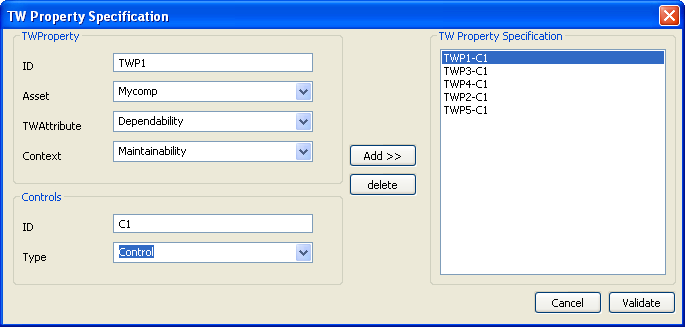 TW Property Specification
TWProperty
ID TWP1
Asset Mycomp
TWAttribute Dependability
Context Maintainability
Controls
ID C1
Type Control
Add >>
delete
TW Property Specification
TWP1-C1
TWP3-C1
TWP4-C1
TWP2-C1
TWP5-C1
Cancel Validate